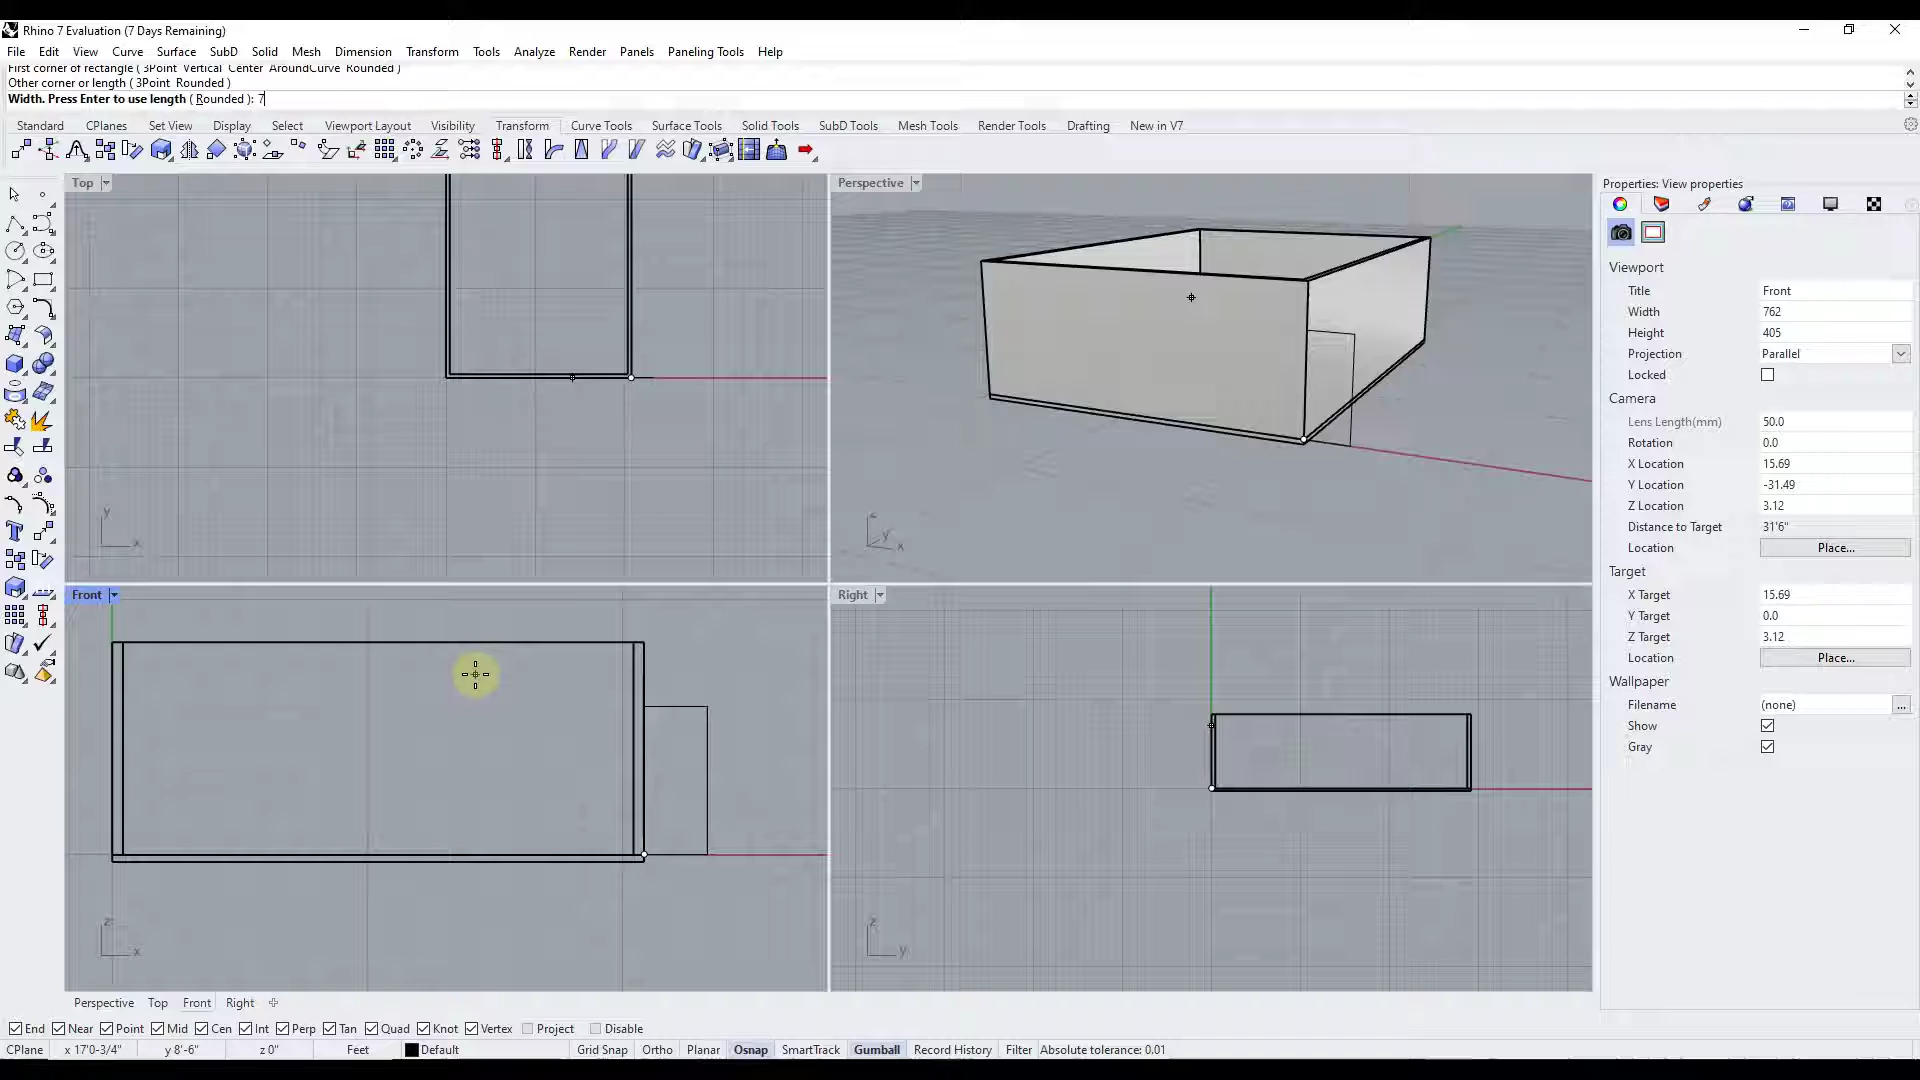 Rhino 7 Evaluation (7 Days Remaining)
File Edit View Curve Surface SubD Solid Mesh Dimension Transform Tools Analyze Render Panels Paneling Tools Help
First corner of rectangle ( 3Point Vertical Center AroundCurve Rounded )
Other corner or length ( 3Point Rounded )
Width. Press Enter to use length ( Rounded ): 7
Standard CPlanes Set View Display Select Viewport Layout Visibility Transform Curve Tools Surface Tools Solid Tools SubD Tools Mesh Tools Render Tools Drafting New in V7
Top
Perspective
Properties: View properties
Viewport
Title Front
Width 762
Height 405
Projection Parallel
Locked
Camera
Lens Length(mm) 50.0
Rotation 0.0
X Location 15.69
Y Location -31.49
Z Location 3.12
Distance to Target 31'6"
Location Place...
Target
X Target 15.69
Y Target 0.0
Z Target 3.12
Location Place...
Wallpaper
Filename (none) ...
Show
Gray
y
x
z
y
x
Front
Right
z
x
z
y
Perspective Top Front Right
End Near Point Mid Cen Int Perp Tan Quad Knot Vertex Project Disable
CPlane x 17'0-3/4" y 8'-6" z 0" Feet Default Grid Snap Ortho Planar Osnap SmartTrack Gumball Record History Filter Absolute tolerance: 0.01